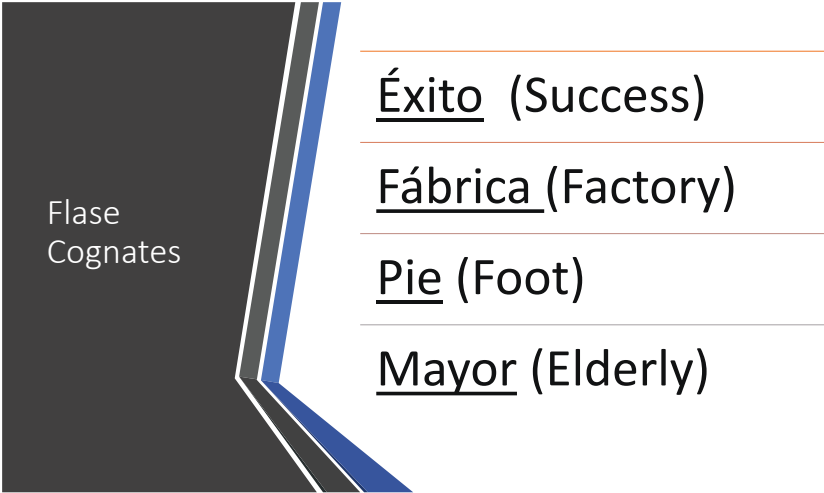 Flase
Cognates
Éxito (Success)
Fábrica (Factory)
Pie (Foot)
Mayor (Elderly)